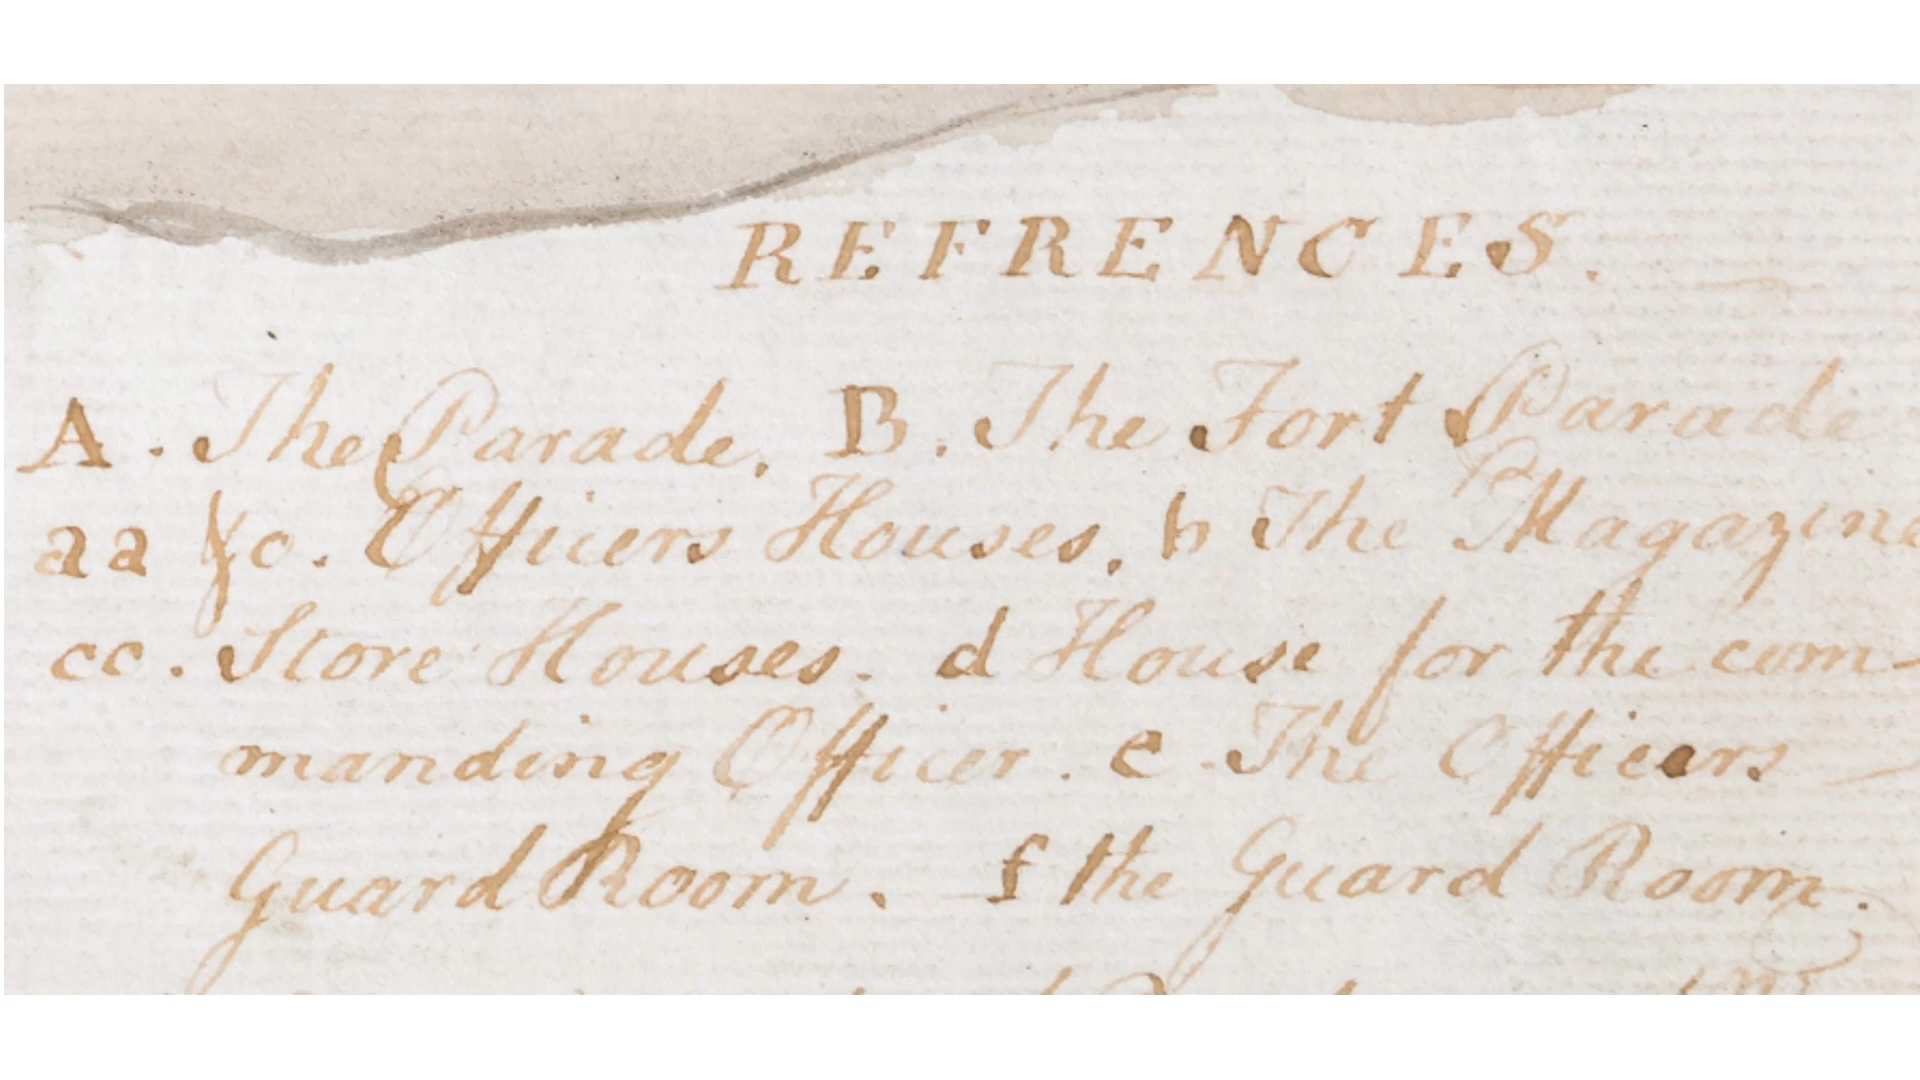 REFRENCES.
A. The Parade. B. The Fort Parade
aa &c. Officers Houses. b The Magazine
cc. Store Houses. d House for the com-
manding Officer. e. The Officers
Guard Room. f the Guard Room.